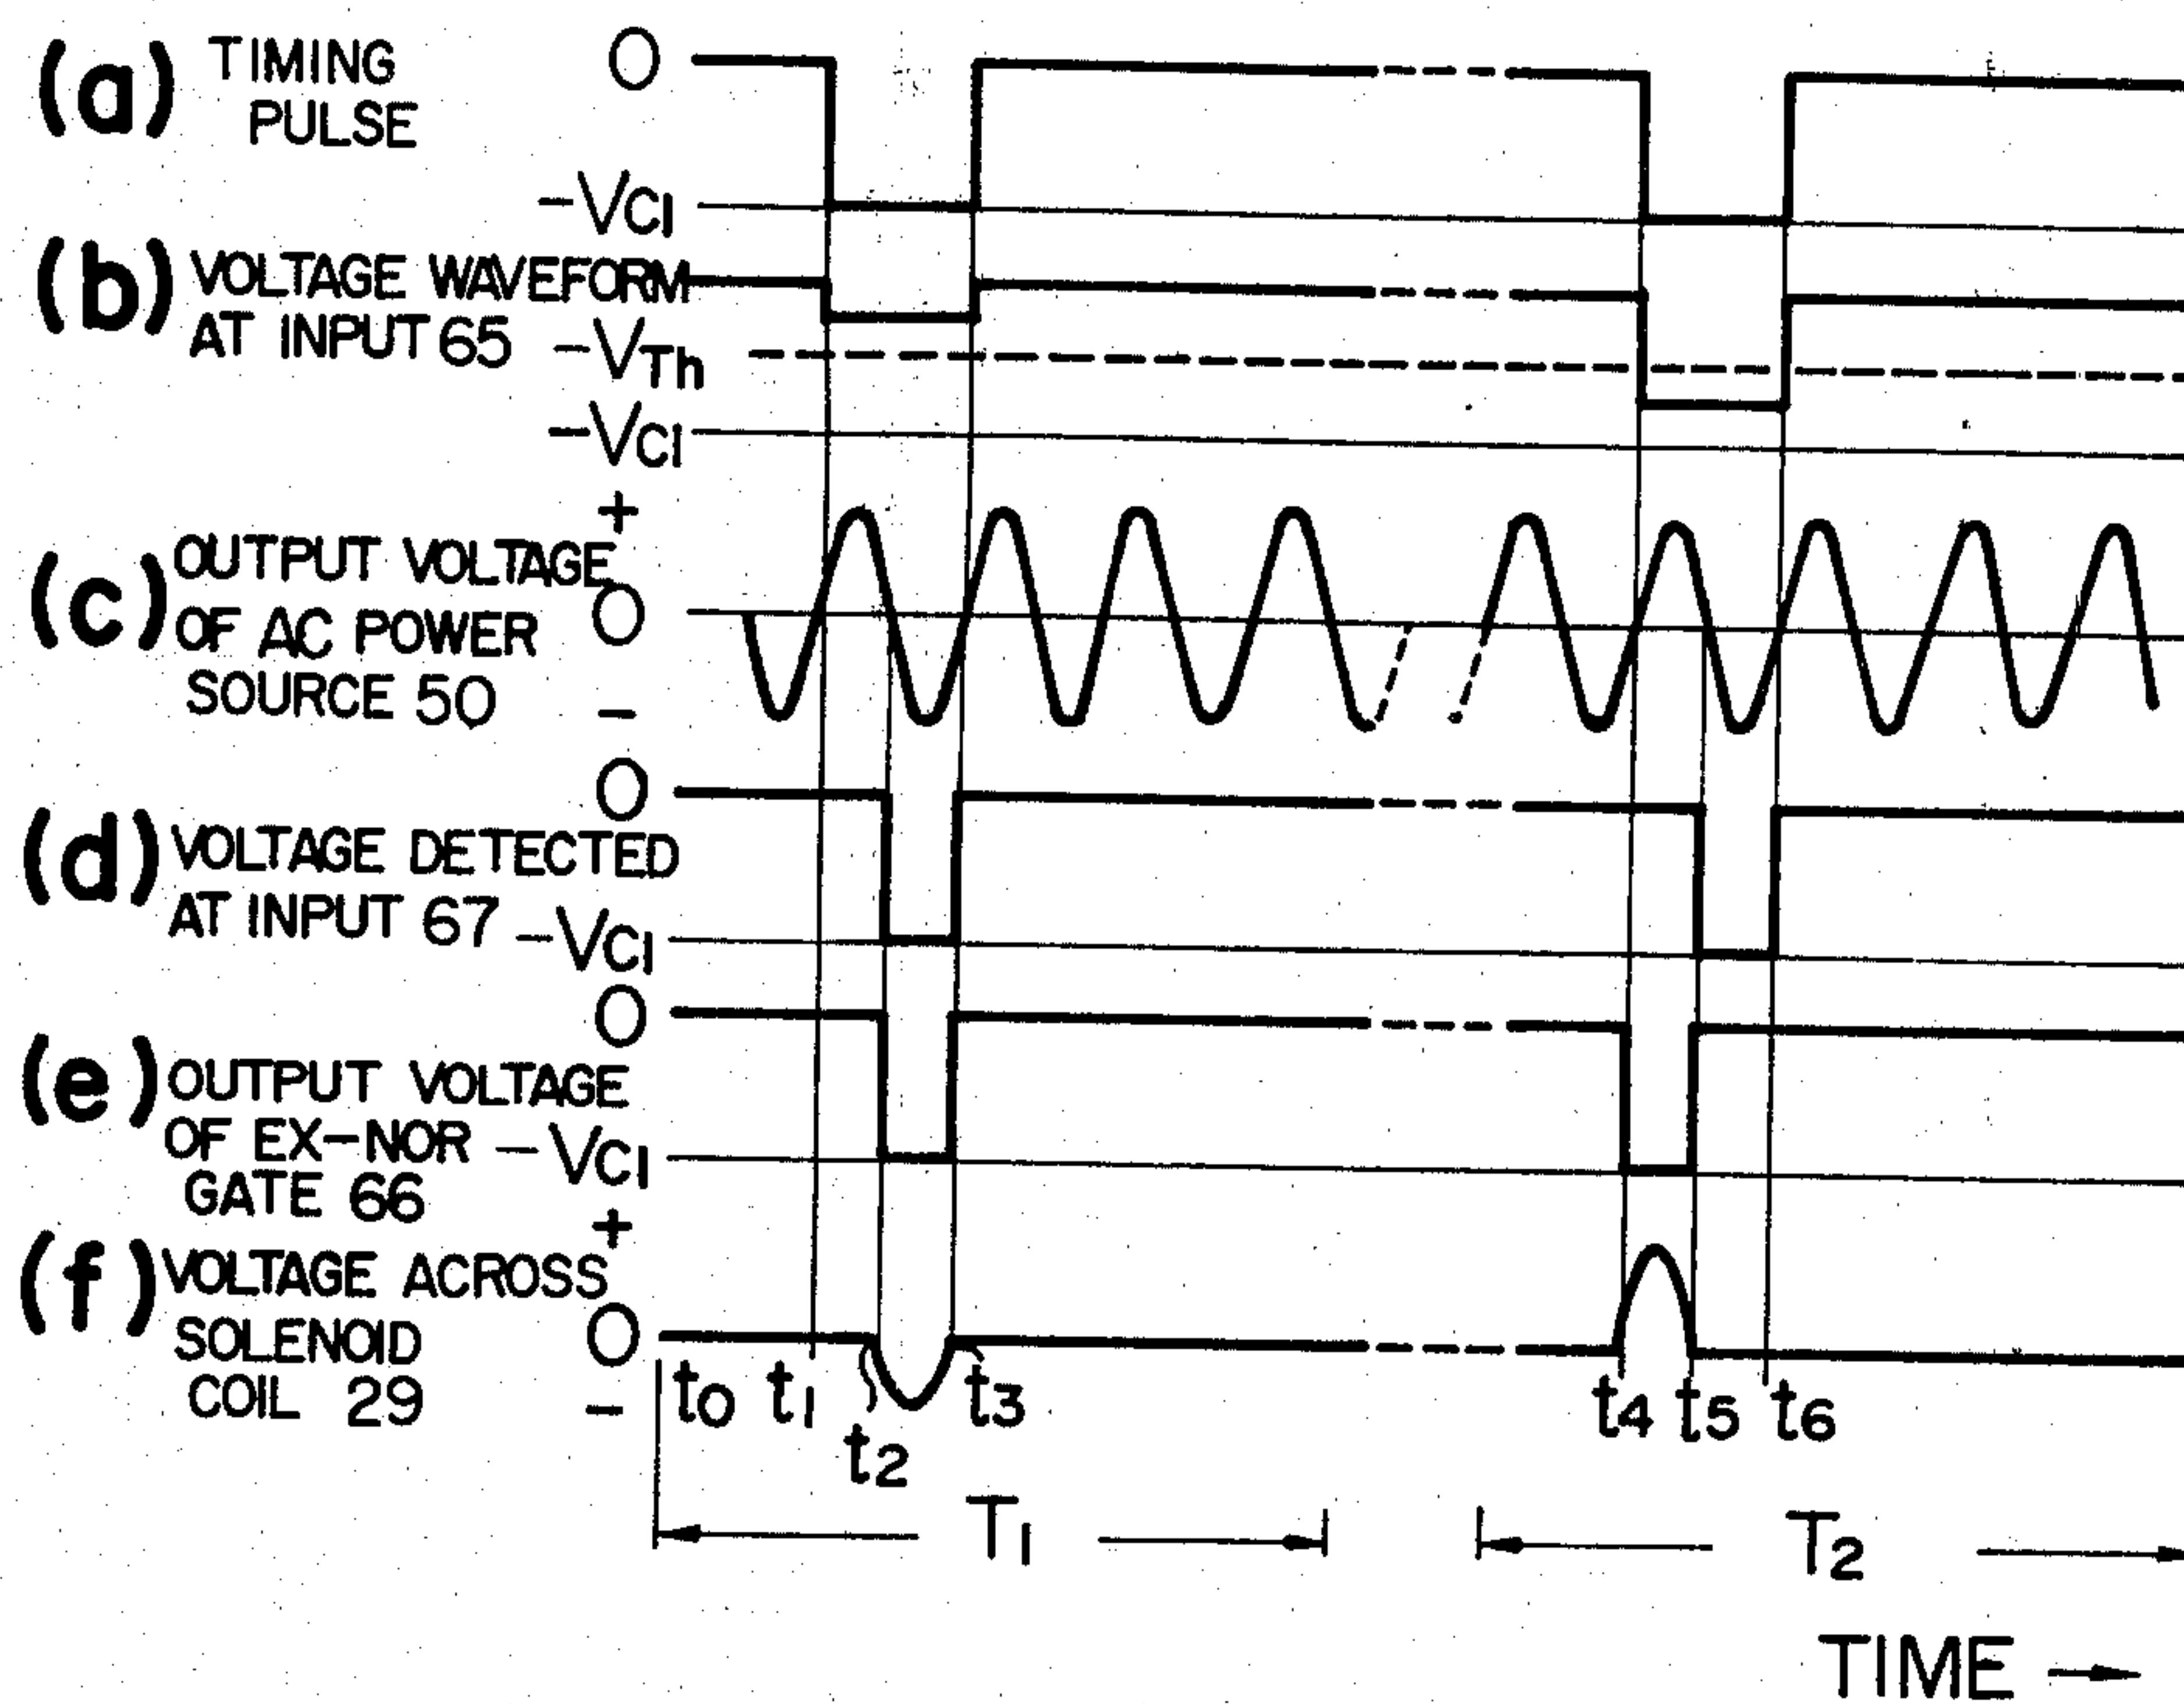 (a) TIMING PULSE
O
-VCI
(b) VOLTAGE WAVEFORM
AT INPUT 65
-VTh
-VCI
(c) OUTPUT VOLTAGE
OF AC POWER
SOURCE 50
+
O
-
(d) VOLTAGE DETECTED
AT INPUT 67
O
-VCI
(e) OUTPUT VOLTAGE
OF EX-NOR
GATE 66
O
-VCI
(f) VOLTAGE ACROSS
SOLENOID
COIL 29
+
O
-
t0 t1 t2 t3 t4 t5 t6
T1 T2
TIME →